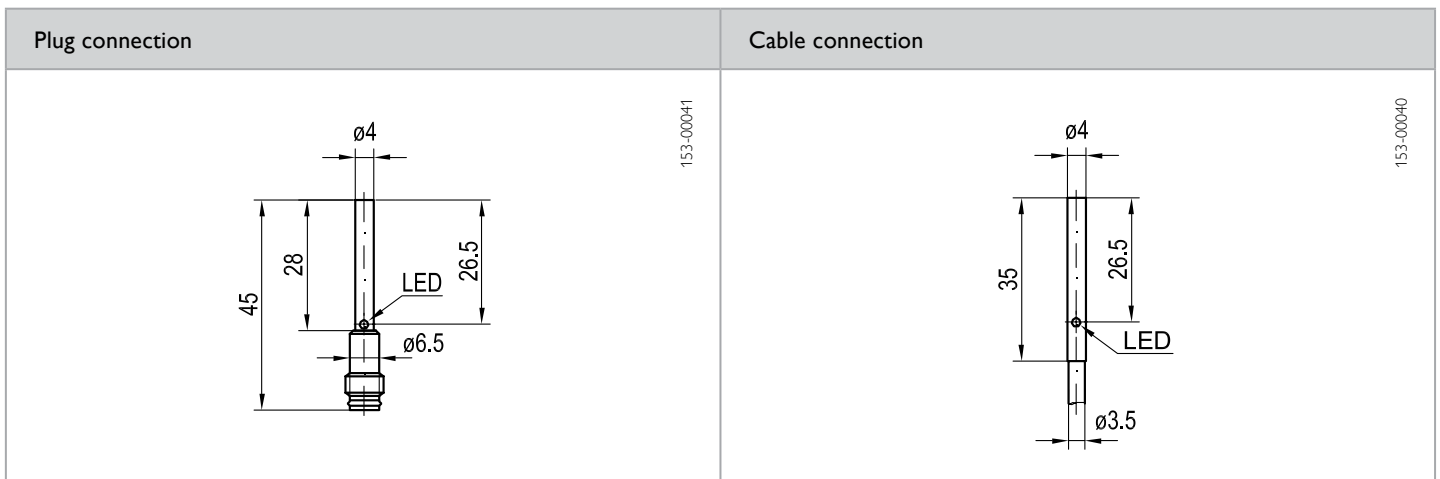 Plug connection
Cable connection
153-00041
ø4
45
28
26.5
LED
ø6.5
153-00040
ø4
35
26.5
LED
ø3.5